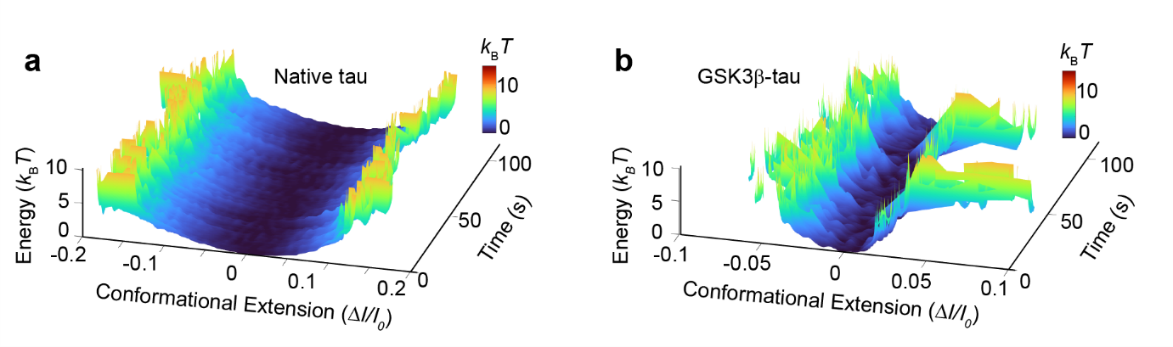 a
Native tau
k_B T
10
0
Energy (k_B T)
10
5
0
-0.2
-0.1
0
0.1
0.2
Conformational Extension (Δl/l_0)
0
50
100
Time (s)
b
GSK3β-tau
k_B T
10
0
Energy (k_B T)
10
5
0
-0.1
-0.05
0
0.05
0.1
Conformational Extension (Δl/l_0)
0
50
100
Time (s)